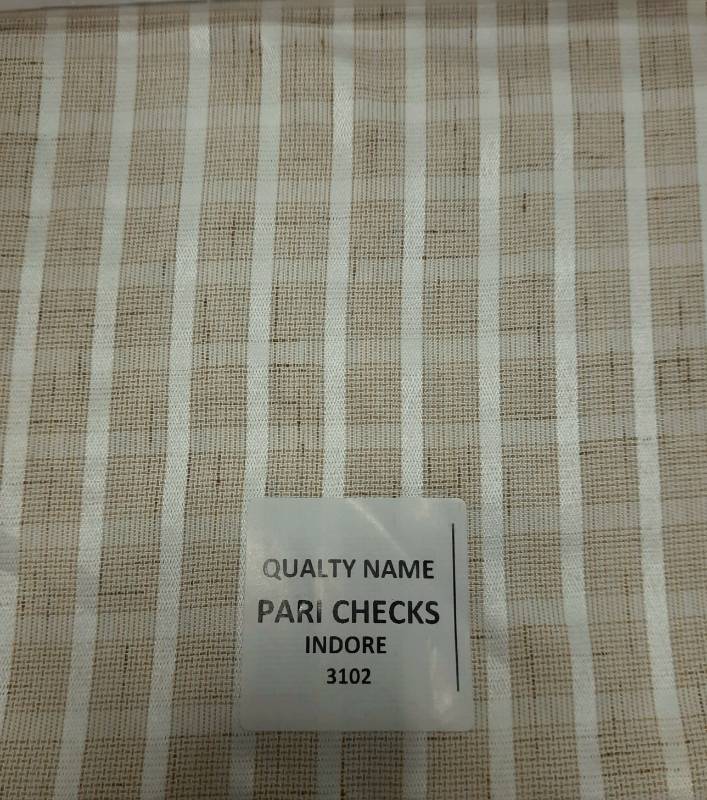 QUALTY NAME
PARI CHECKS
INDORE
3102